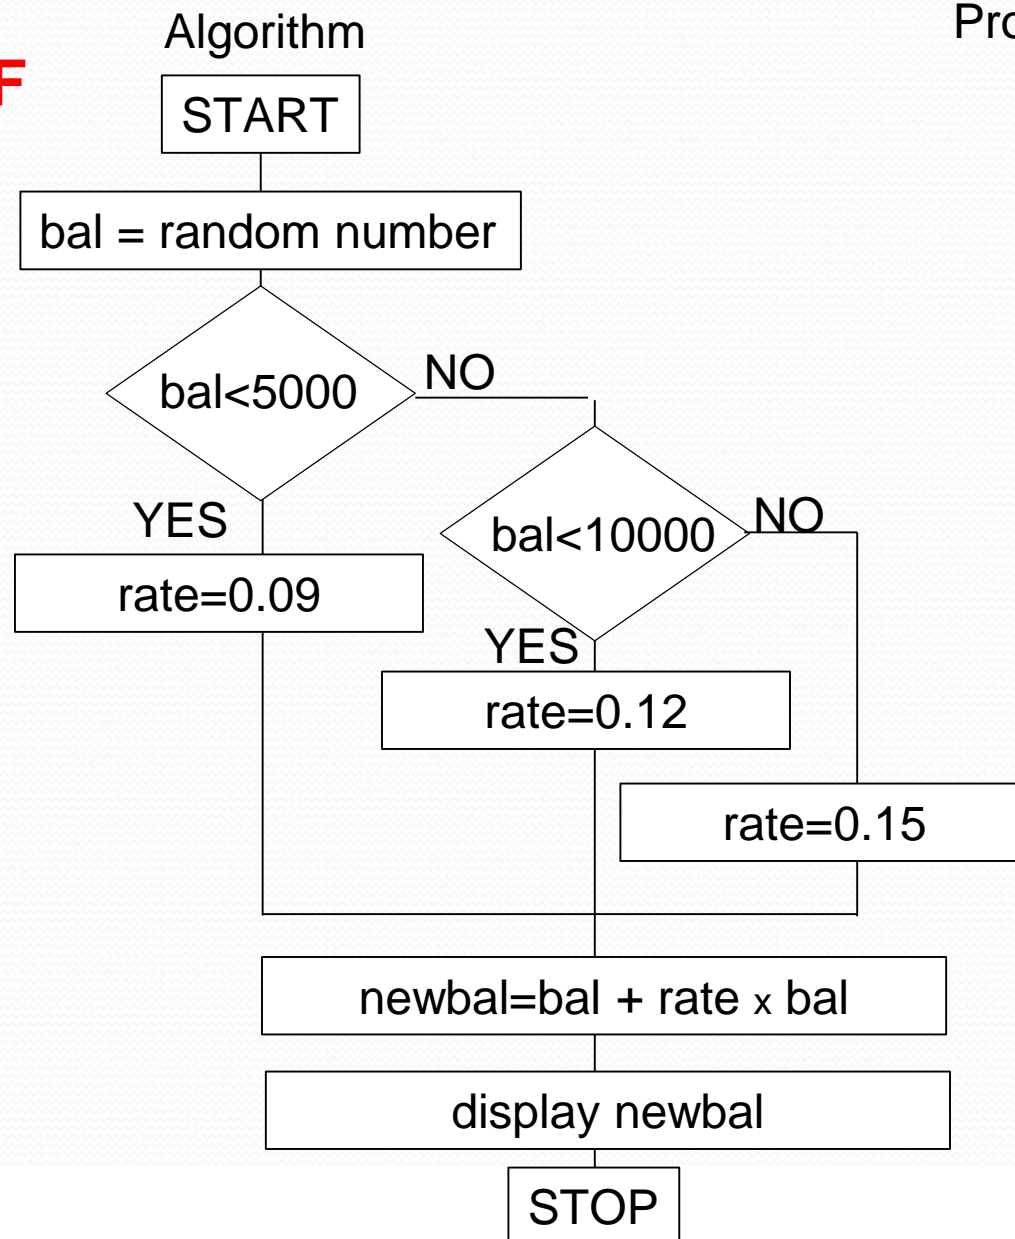 Algorithm
Pro
F
START
bal = random number
bal<5000
NO
YES
bal<10000
NO
rate=0.09
YES
rate=0.12
rate=0.15
newbal=bal + rate x bal
display newbal
STOP